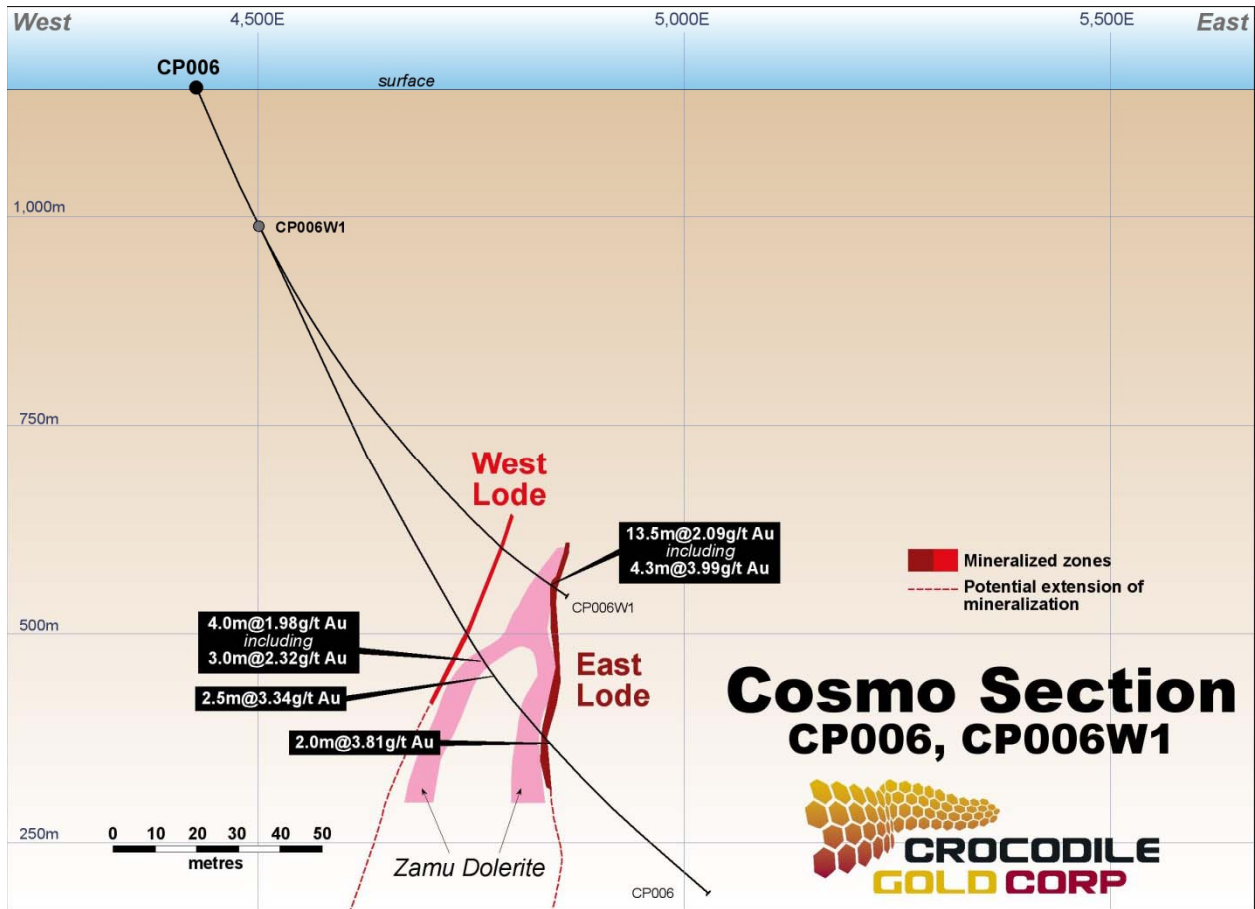 West
4,500E
5,000E
5,500E
East
CP006
surface
1,000m
CP006W1
750m
West
Lode
13.5m@2.09g/t Au
including
4.3m@3.99g/t Au
Mineralized zones
Potential extension of
mineralization
CP006W1
500m
4.0m@1.98g/t Au
including
3.0m@2.32g/t Au
East
Lode
2.5m@3.34g/t Au
2.0m@3.81g/t Au
Cosmo Section
CP006, CP006W1
250m
0 10 20 30 40 50
metres
Zamu Dolerite
CP006
CROCODILE
GOLD CORP